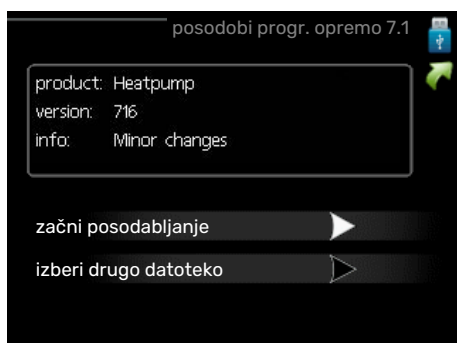 posodobi progr. opremo 7.1
product: Heatpump
version: 716
info: Minor changes
začni posodabljanje
izberi drugo datoteko